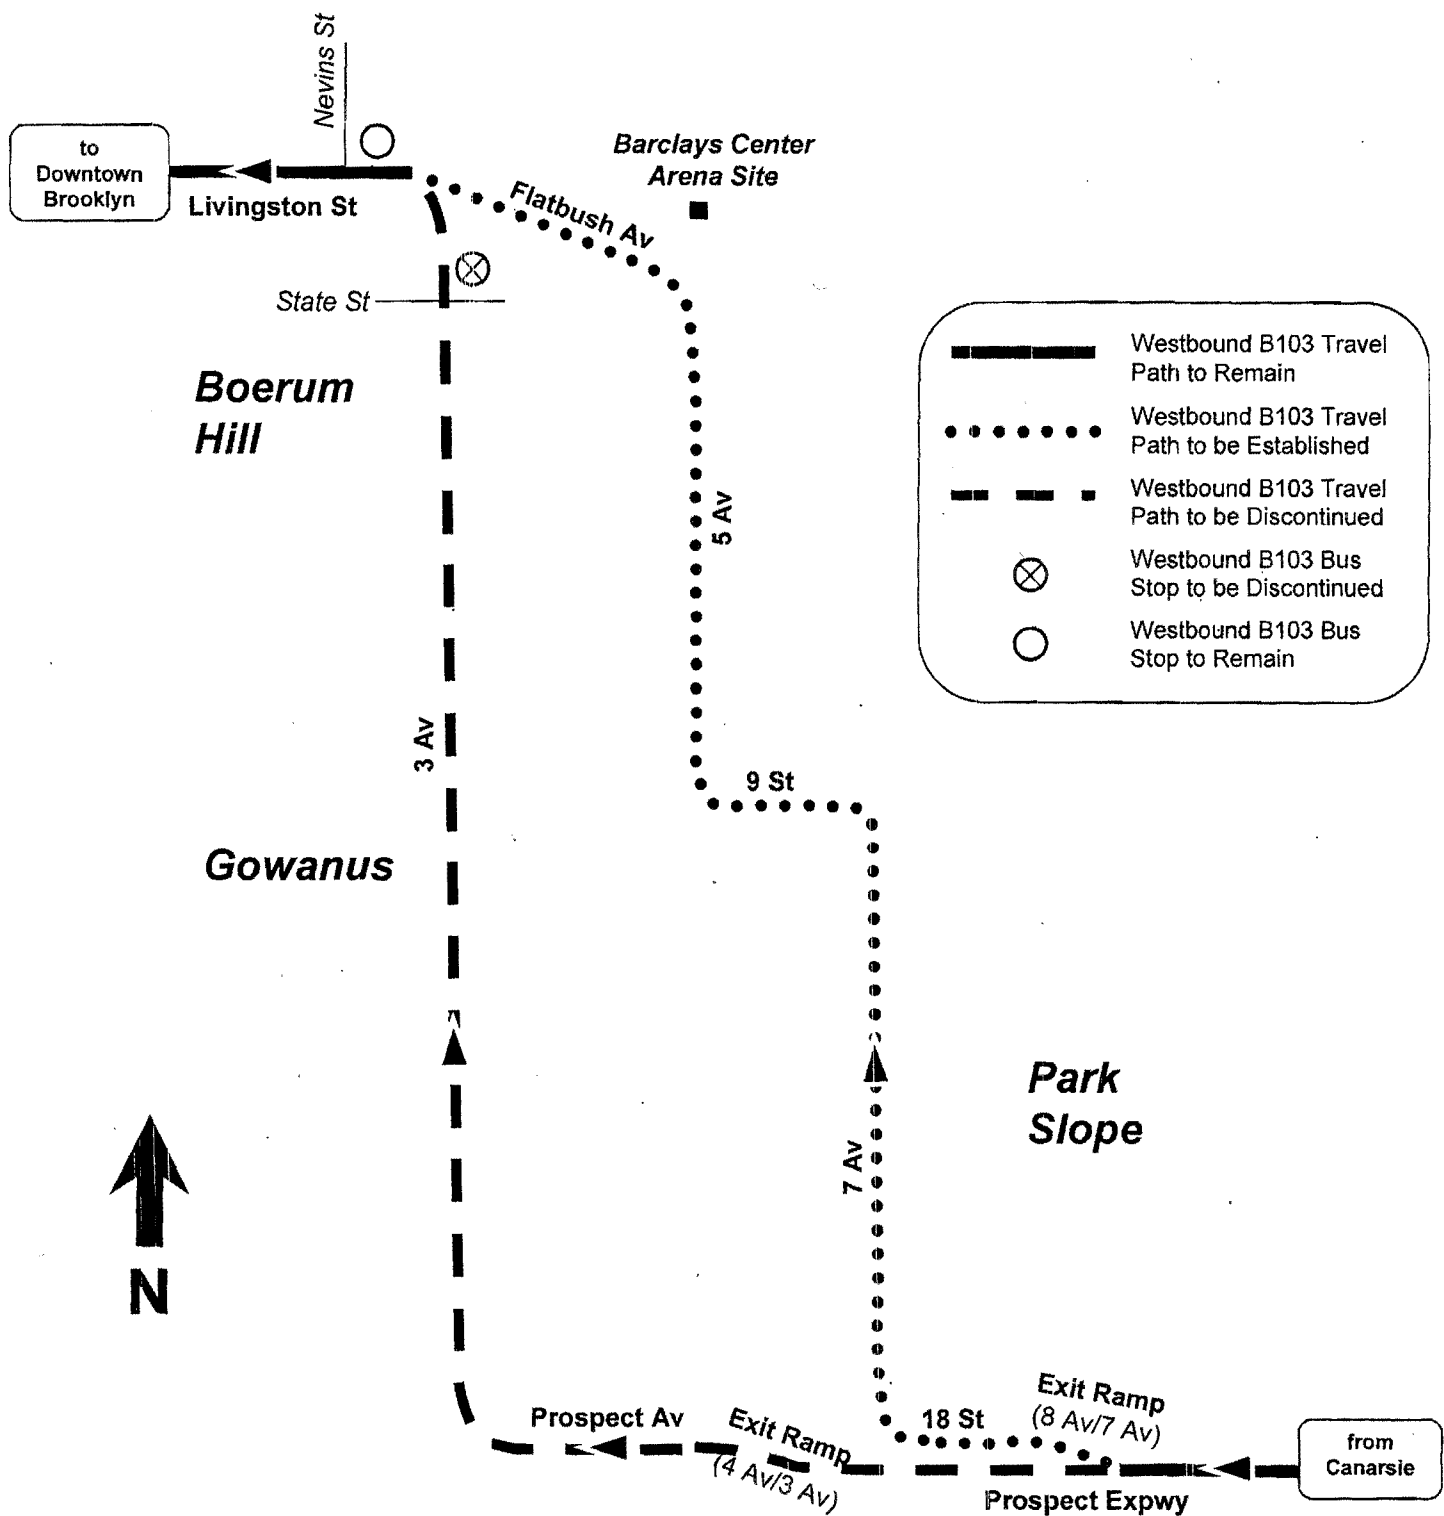 Nevins St
to
Downtown
Brooklyn
Livingston St
Barclays Center
Arena Site
Flatbush Av
State St
Boerum
Hill
Westbound B103 Travel
Path to Remain
Westbound B103 Travel
Path to be Established
Westbound B103 Travel
Path to be Discontinued
Westbound B103 Bus
Stop to be Discontinued
Westbound B103 Bus
Stop to Remain
5 Av
3 Av
9 St
Gowanus
Park
Slope
7 Av
N
Prospect Av
Exit Ramp
(4 Av/3 Av)
18 St
Exit Ramp
(8 Av/7 Av)
Prospect Expwy
from
Canarsie